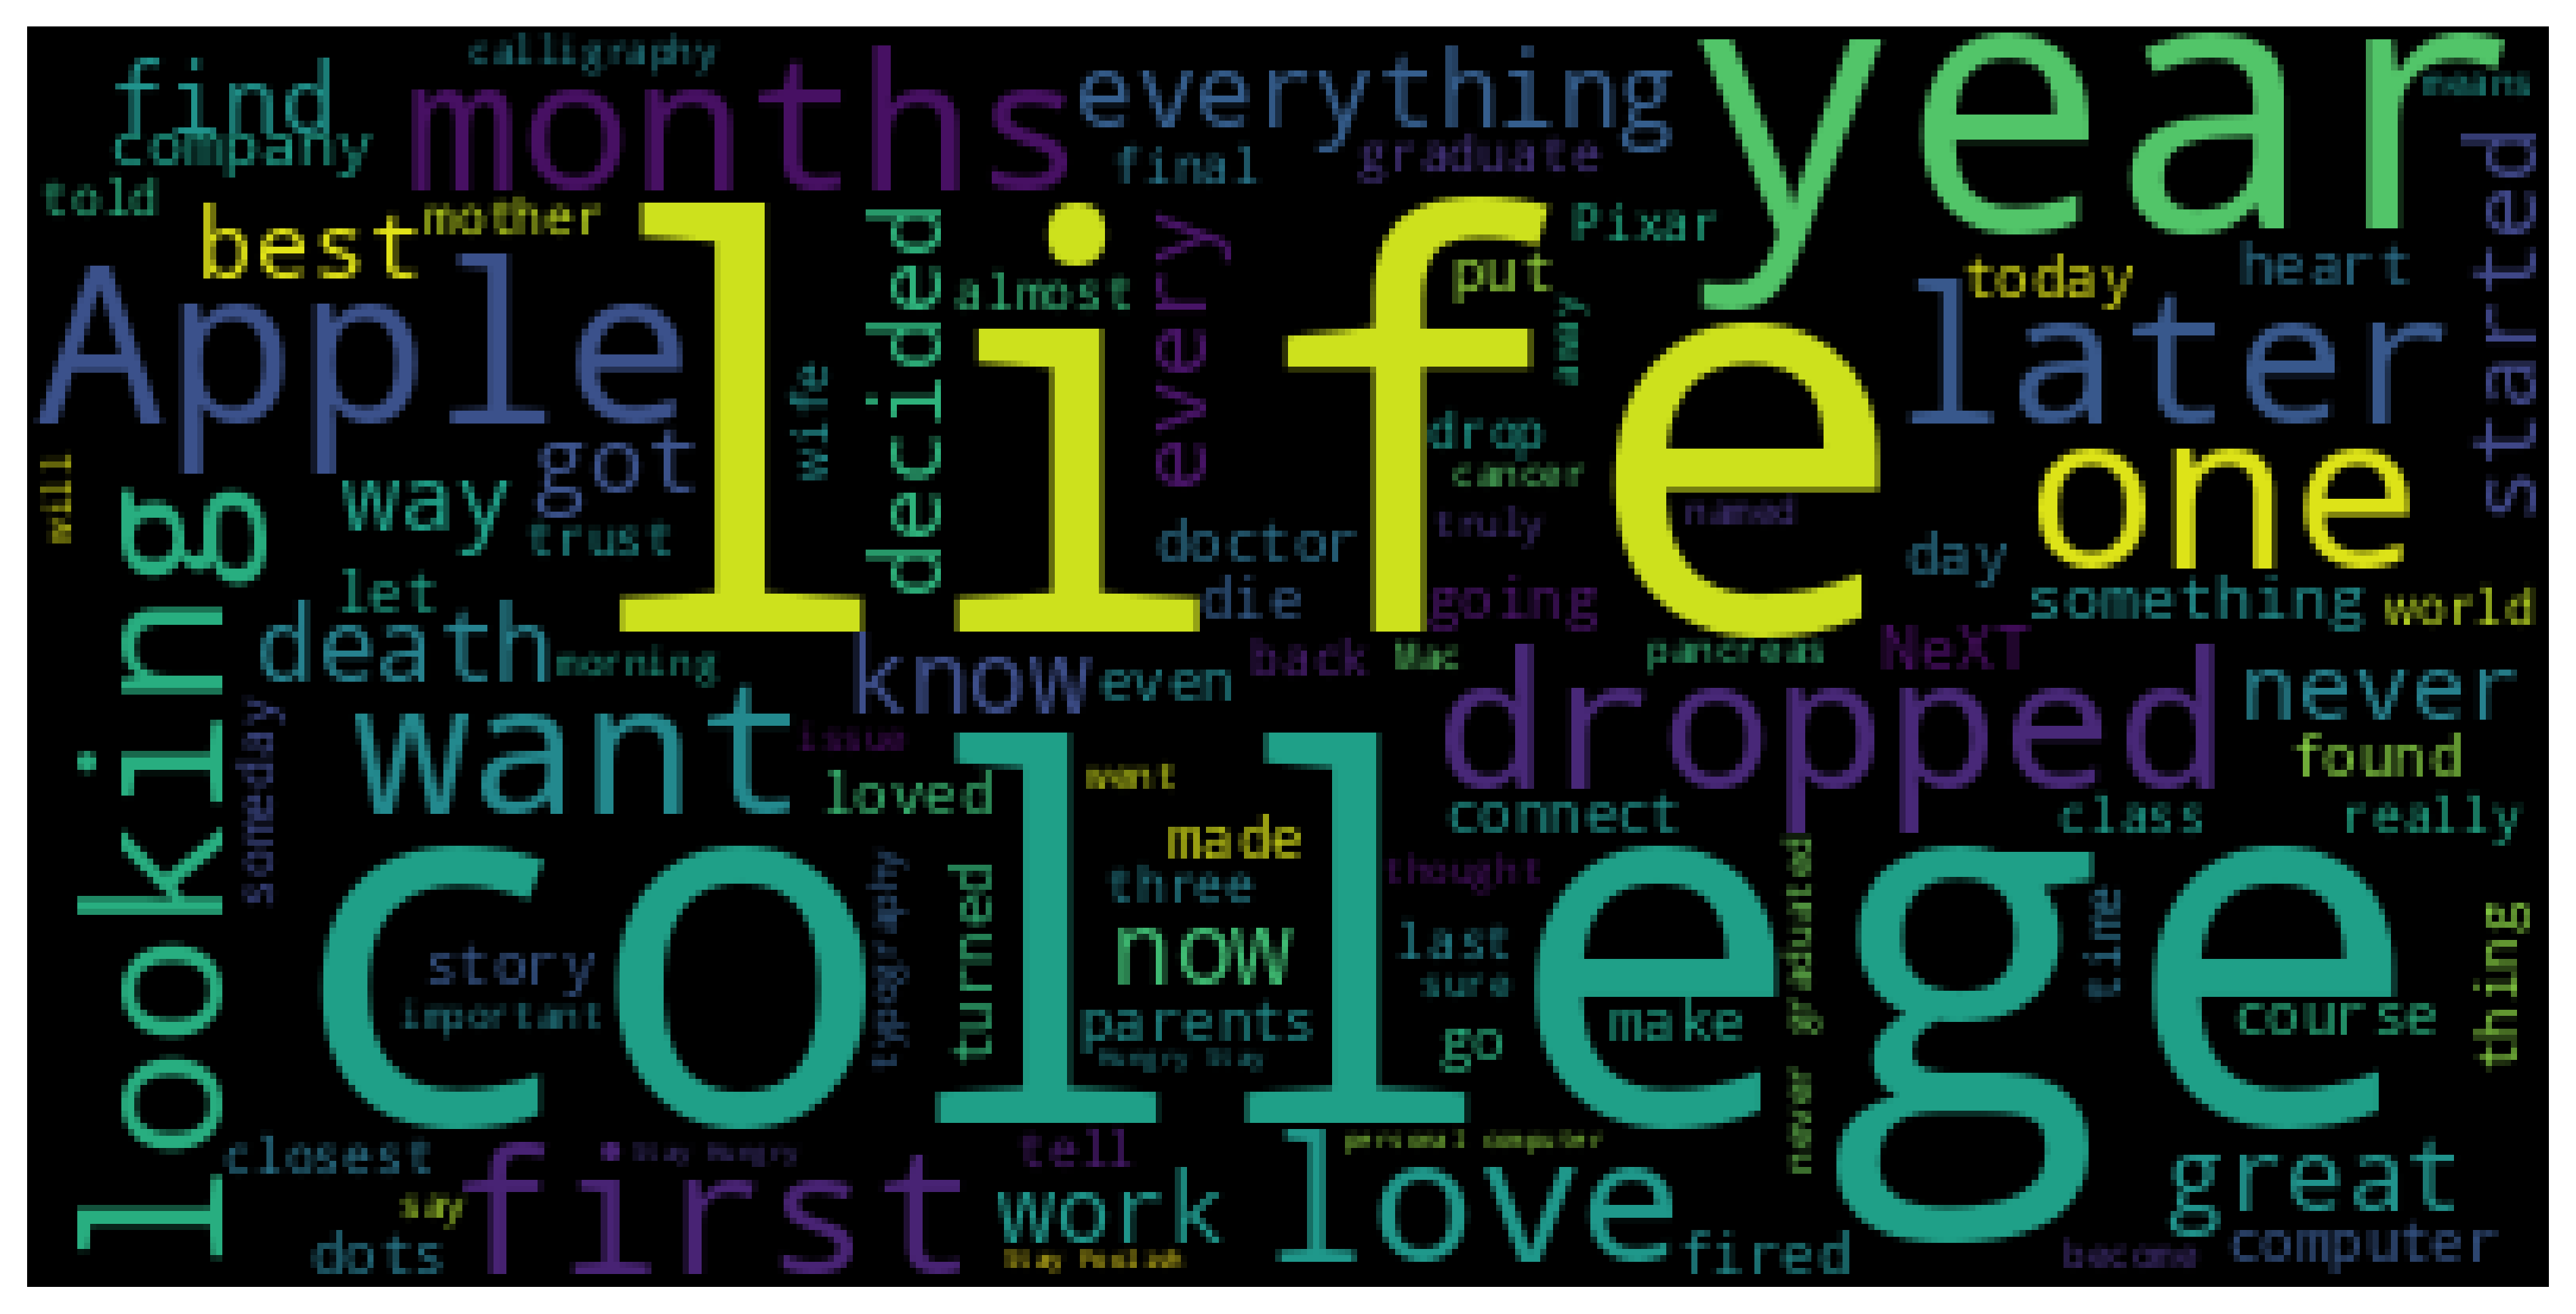 calligraphy
find
months
everything
year
means
company
final
graduate
started
told
best
mother
life
decided
every
Pixar
put
almost
today
heart
Apple
later
away
wife
drop
got
one
will
way
cancer
looking
trust
truly
named
doctor
day
let
die
going
something
world
death
morning
know
even
back
Mac
pancreas
NeXT
dropped
never
someday
want
issue
college
loved
want
found
connect
class
really
made
typography
turned
three
thought
never graduated
time
thing
now
last
story
sure
important
parents
go
make
course
Hungry Stay
closest
first
Stay Hungry
tell
love
personal computer
great
say
work
dots
Stay Foolish
fired
become
computer